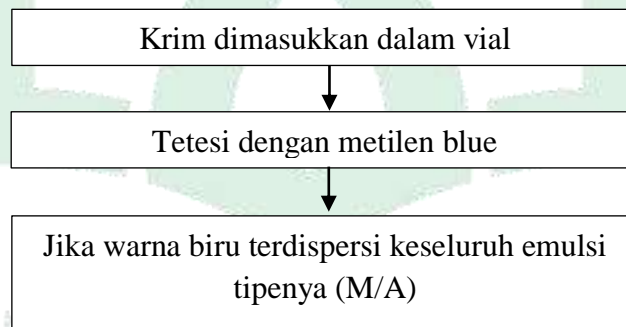 Krim dimasukkan dalam vial
Tetesi dengan metilen blue
Jika warna biru terdispersi keseluruh emulsi
tipenya (M/A)